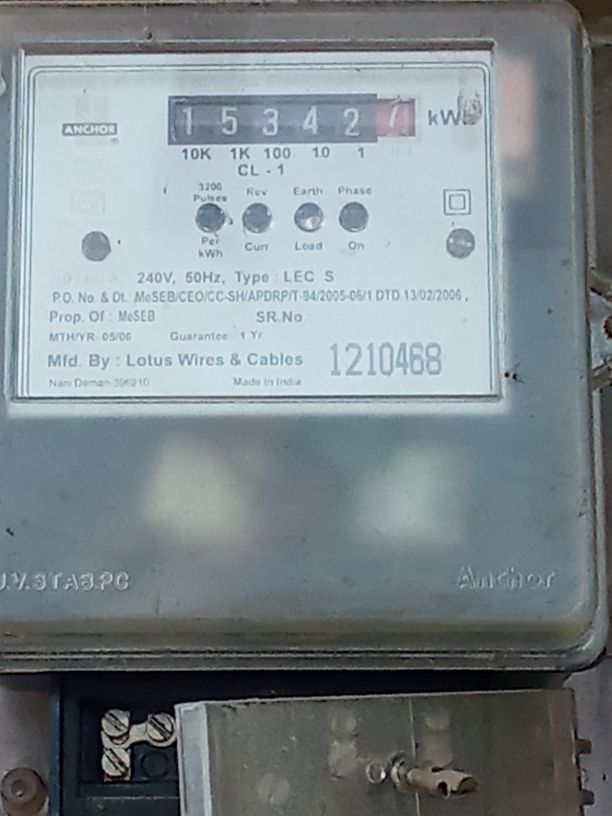 ANCHOR ®
1 5 3 4 2 7 kWh
10K 1K 100 10 1
CL - 1
3200 Pulses Per kWh
Rev Curr
Earth Load
Phase On
240V, 50Hz, Type : LEC S
P.O. No. & Dt. MeSEB/CEO/CC-SH/APDRP/T-94/2005-06/1 DTD 13/02/2006 ,
Prop. Of : MeSEB SR.No.
MTH/YR 05/06 Guarantee 1 Yr.
Mfd. By : Lotus Wires & Cables 1210468
Nani Daman-396210 Made in India
U.V.STAB.PC Anchor